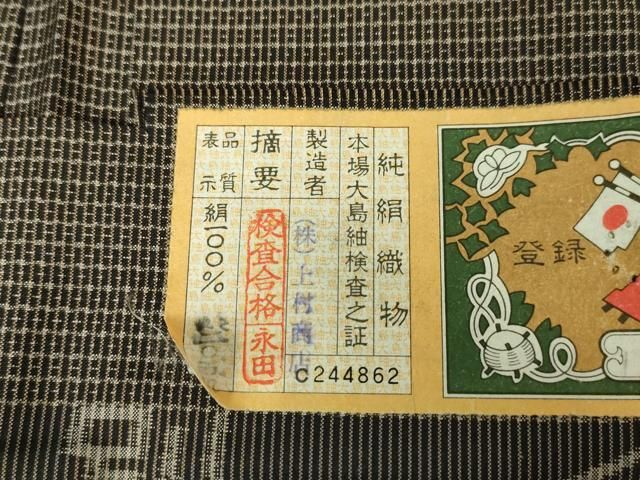 純絹織物
本場大島紬検査之証
C244862
製造者
(株)上村商店
摘要
検査合格
永田
品質
表示
絹100%
登録